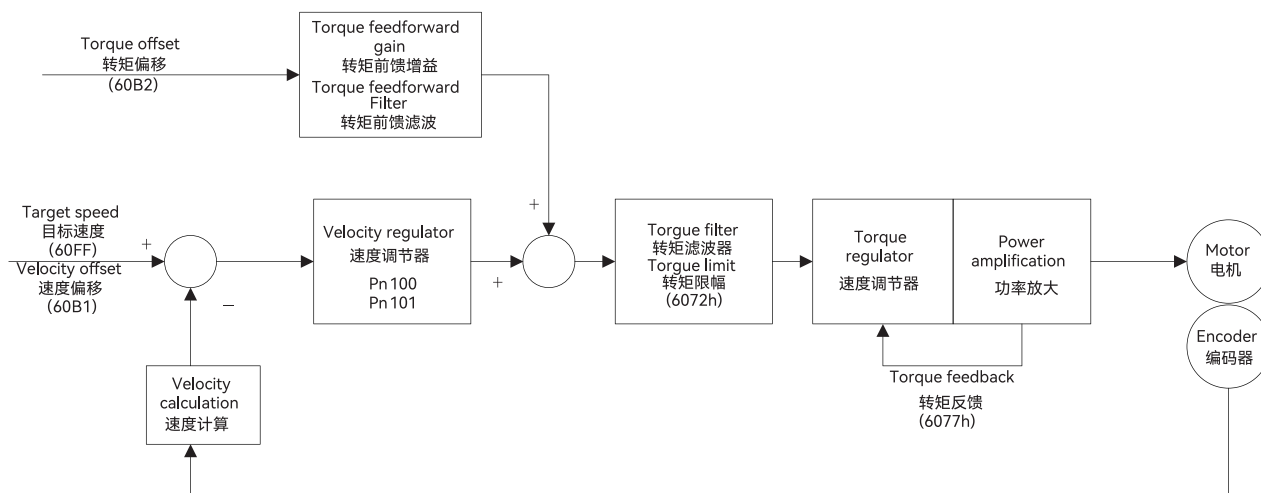 Torque offset
转矩偏移
(60B2)
Torque feedforward
gain
转矩前馈增益
Torque feedforward
Filter
转矩前馈滤波
Target speed
目标速度
(60FF)
Velocity offset
速度偏移
(60B1)
+
−
Velocity regulator
速度调节器
Pn100
Pn101
+
+
Torgue filter
转矩滤波器
Torgue limit
转矩限幅
(6072h)
Torque
regulator
速度调节器
Power
amplification
功率放大
Motor
电机
Encoder
编码器
Torque feedback
转矩反馈
(6077h)
Velocity
calculation
速度计算